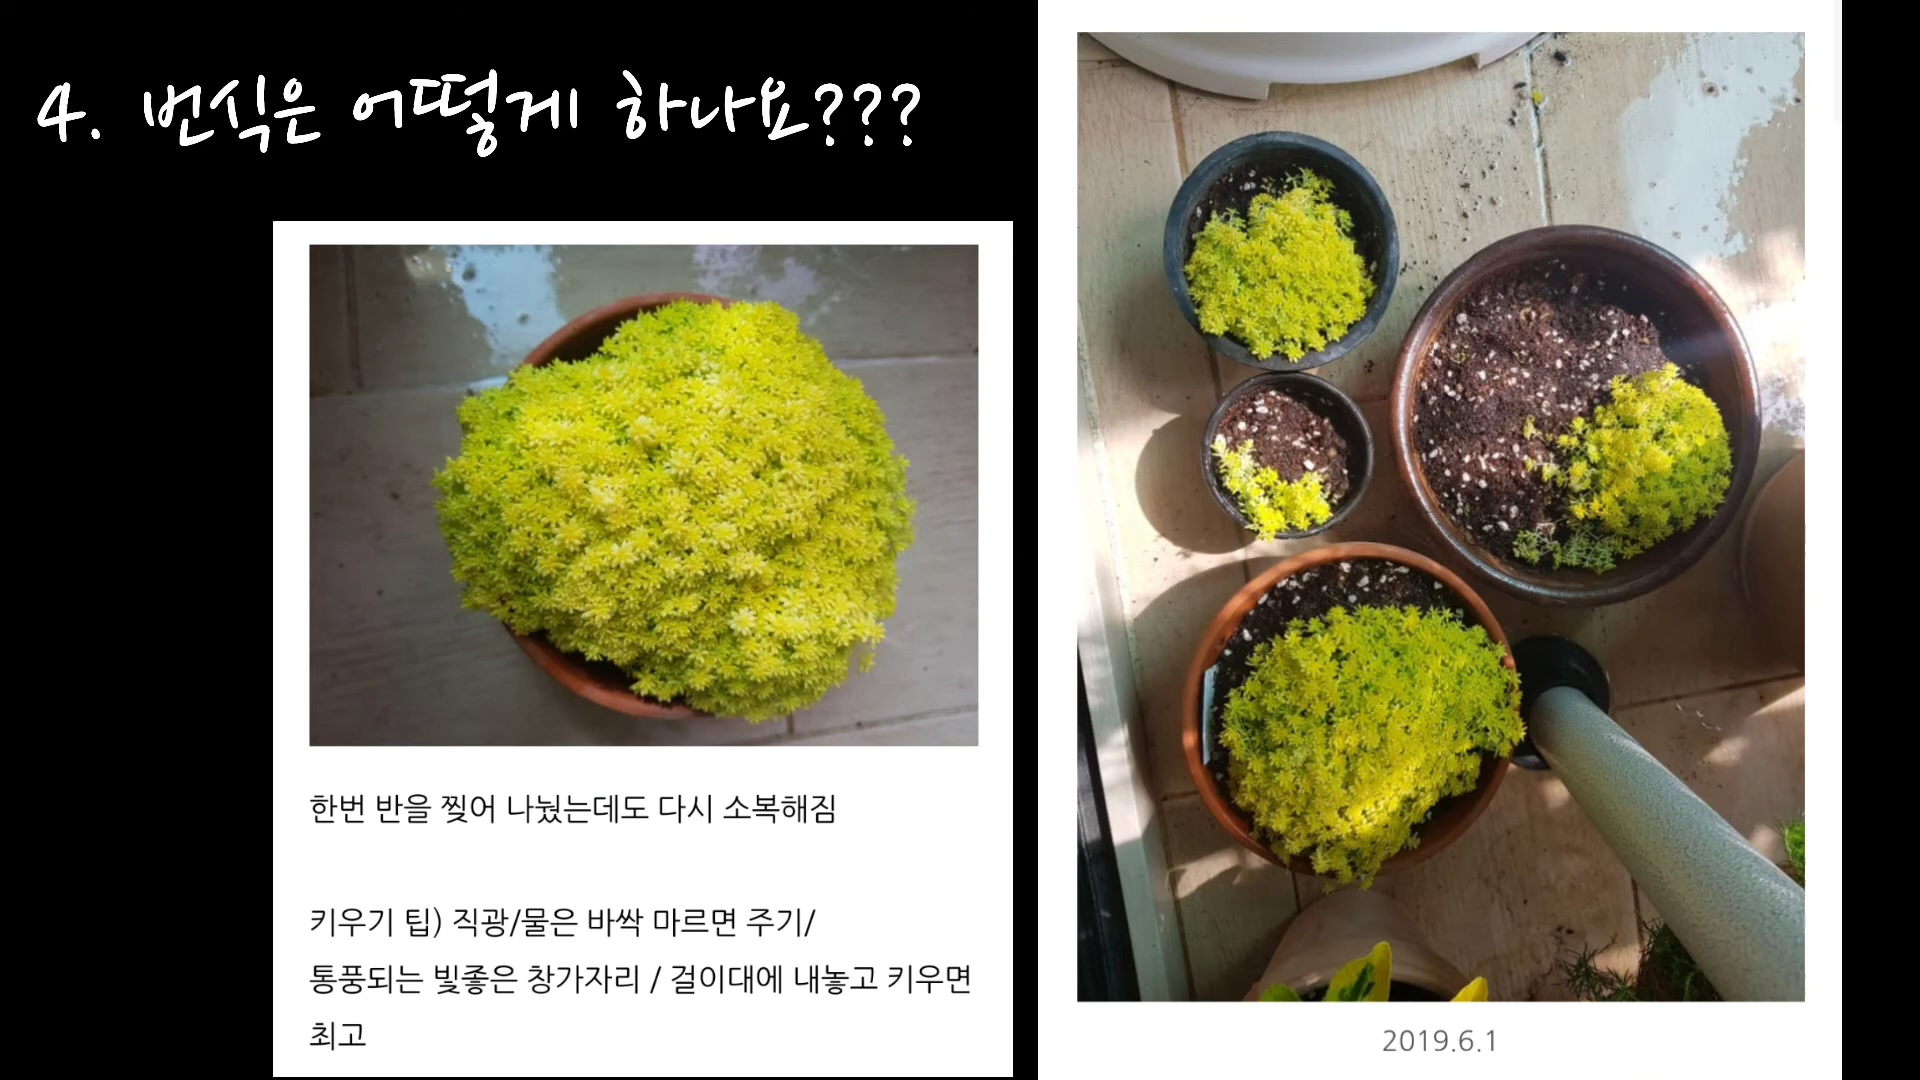 4. 번식은 어떻게 하나요???
한번 반을 찢어 나눴는데도 다시 소복해짐
키우기 팁) 직광/물은 바싹 마르면 주기/
통풍되는 빛좋은 창가자리 / 걸이대에 내놓고 키우면
최고
2019.6.1